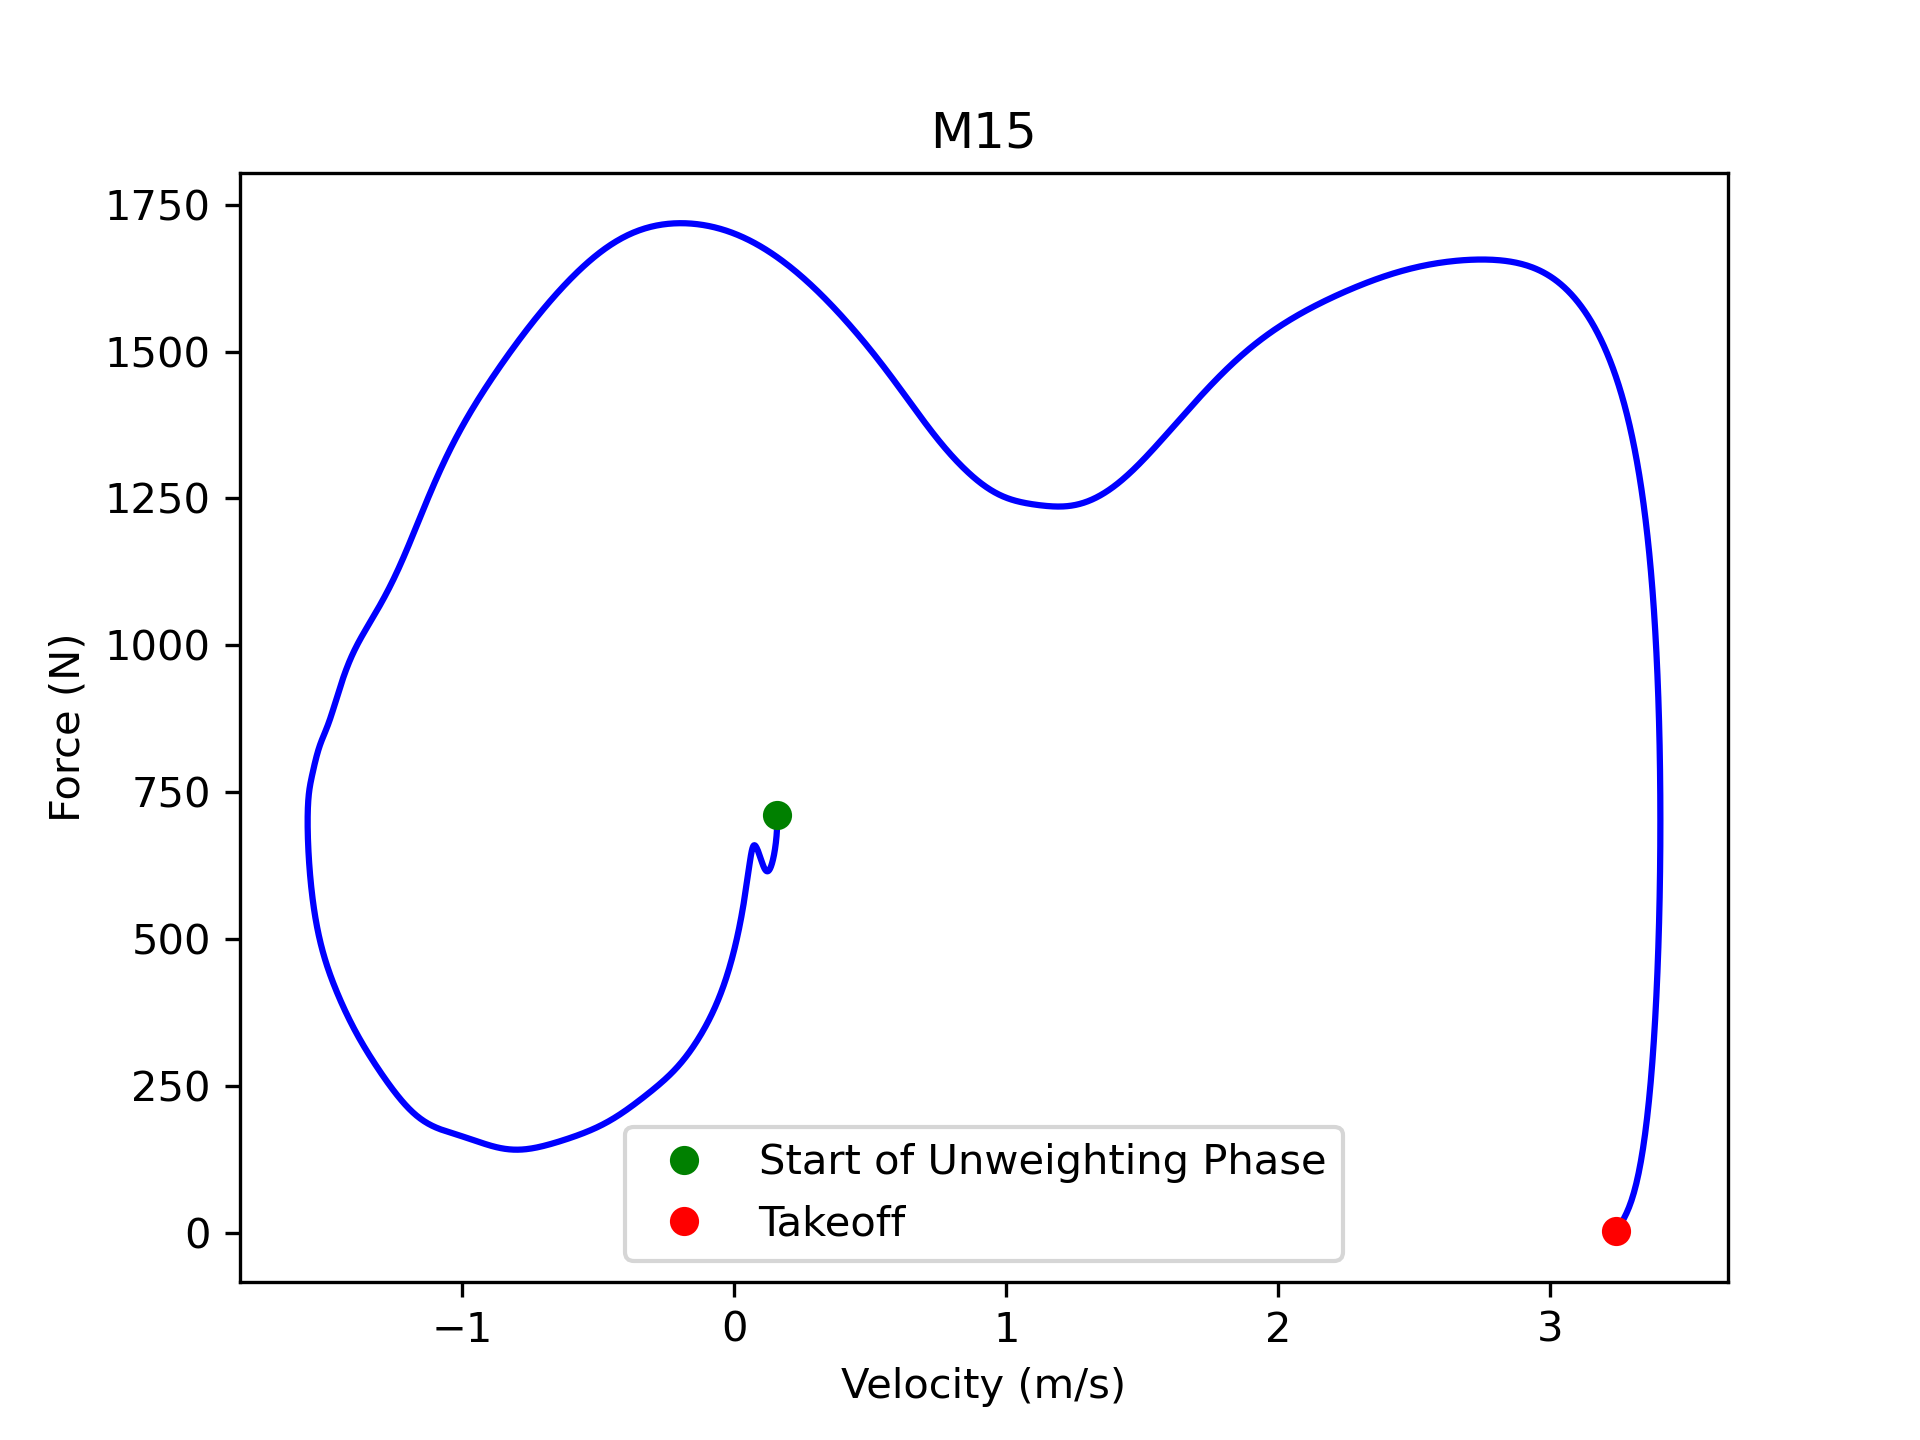 M15
1750
1500
1250
1000
750
500
250
0
Force (N)
Start of Unweighting Phase
Takeoff
−1 0 1 2 3
Velocity (m/s)